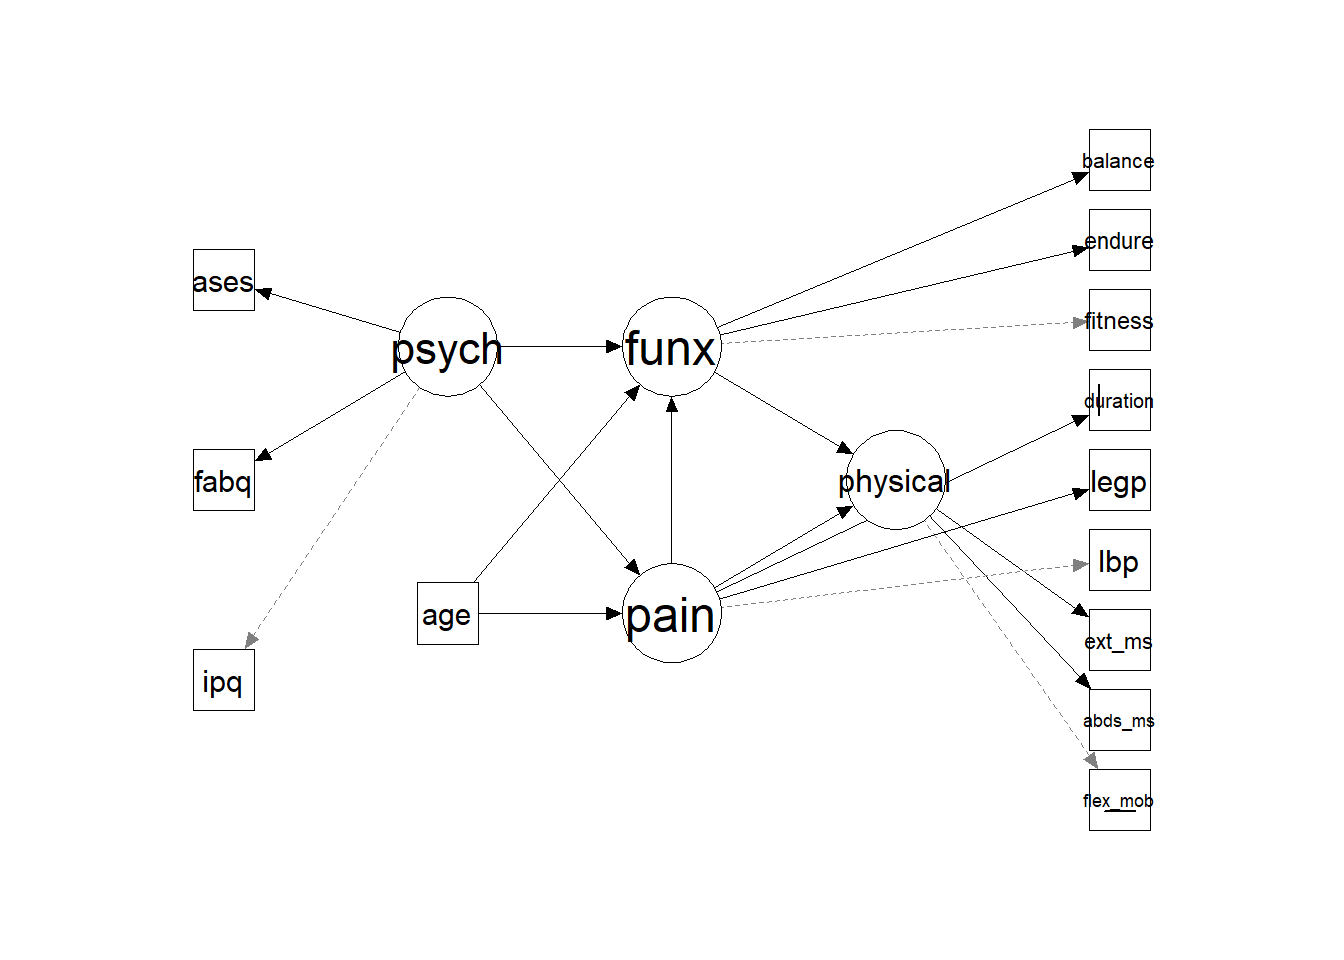 balance
endure
ases
fitness
psych
funx
duration
fabq
physical
legp
lbp
age
pain
ext_ms
ipq
abds_ms
flex_mob